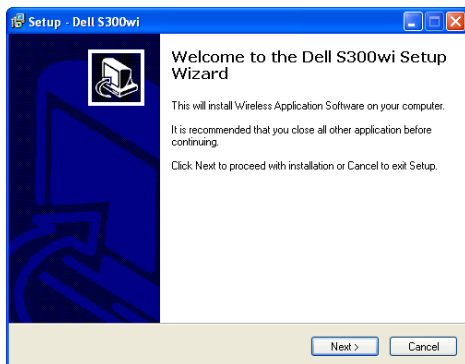 Setup - Dell S300wi
Welcome to the Dell S300wi Setup
Wizard
This will install Wireless Application Software on your computer.
It is recommended that you close all other application before
continuing.
Click Next to proceed with installation or Cancel to exit Setup.
Next >
Cancel